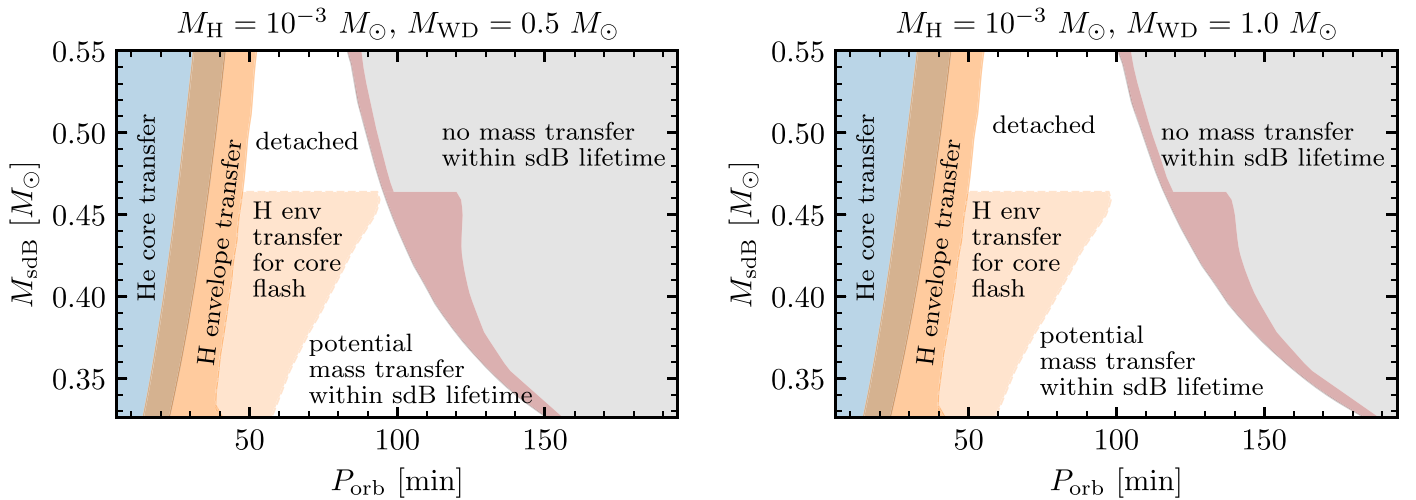 M_H = 10^{-3} M_⊙, M_WD = 0.5 M_⊙
M_sdB [M_⊙]
0.55
0.50
0.45
0.40
0.35
He core transfer
H envelope transfer
detached
no mass transfer
within sdB lifetime
H env
transfer
for core
flash
potential
mass transfer
within sdB lifetime
50
100
150
P_orb [min]
M_H = 10^{-3} M_⊙, M_WD = 1.0 M_⊙
M_sdB [M_⊙]
0.55
0.50
0.45
0.40
0.35
He core transfer
H envelope transfer
detached
no mass transfer
within sdB lifetime
H env
transfer
for core
flash
potential
mass transfer
within sdB lifetime
50
100
150
P_orb [min]